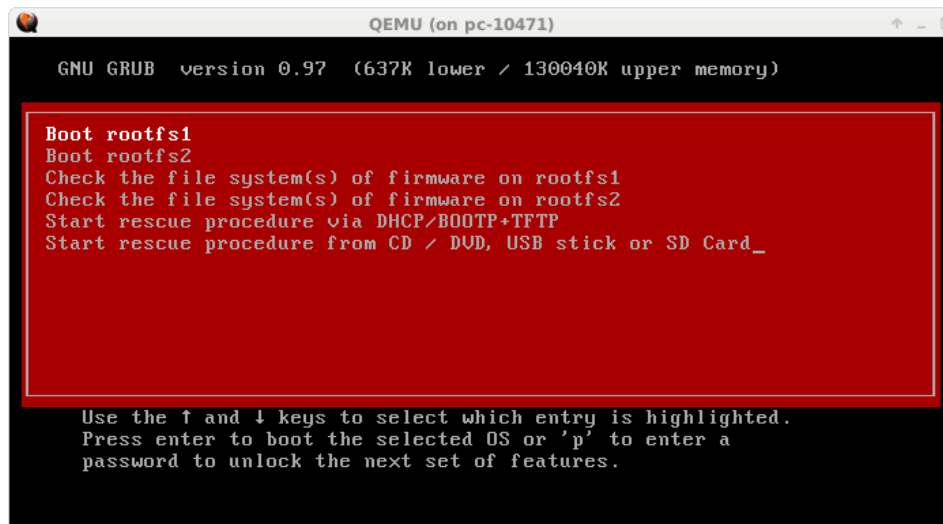 QEMU (on pc-10471)
GNU GRUB version 0.97 (637K lower / 130040K upper memory)
Boot rootfs1
Boot rootfs2
Check the file system(s) of firmware on rootfs1
Check the file system(s) of firmware on rootfs2
Start rescue procedure via DHCP/BOOTP+TFTP
Start rescue procedure from CD / DVD, USB stick or SD Card_
Use the ↑ and ↓ keys to select which entry is highlighted.
Press enter to boot the selected OS or 'p' to enter a
password to unlock the next set of features.